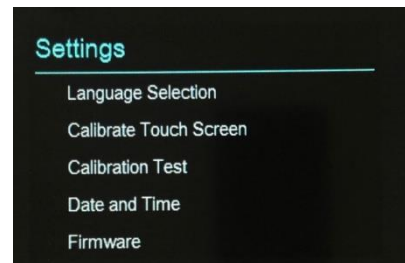 Settings
Language Selection
Calibrate Touch Screen
Calibration Test
Date and Time
Firmware